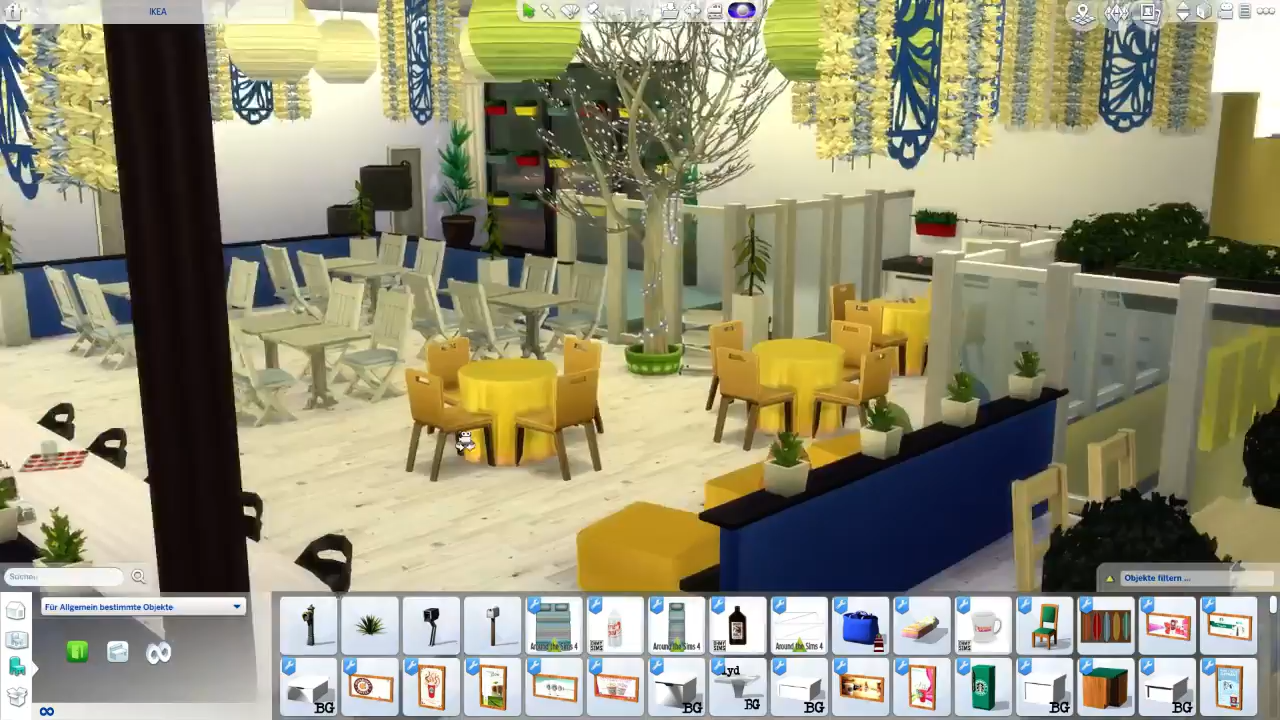 IKEA
Suchen
Objekte filtern ...
Für Allgemein bestimmte Objekte
Around the Sims 4
Around the Sims 4
Around the Sims 4
BG
BG
BG
BG
BG
BG